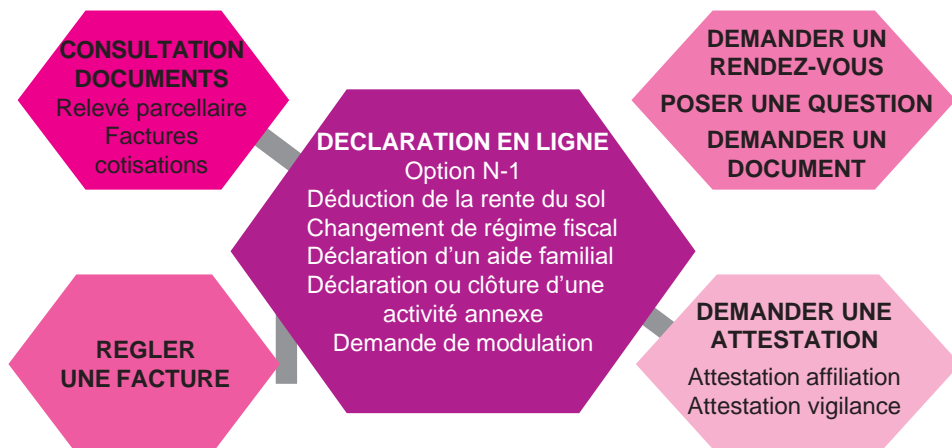 CONSULTATION
DOCUMENTS
Relevé parcellaire
Factures
cotisations
DEMANDER UN
RENDEZ-VOUS
POSER UNE QUESTION
DEMANDER UN
DOCUMENT
DECLARATION EN LIGNE
Option N-1
Déduction de la rente du sol
Changement de régime fiscal
Déclaration d’un aide familial
Déclaration ou clôture d’une
activité annexe
Demande de modulation
REGLER
UNE FACTURE
DEMANDER UNE
ATTESTATION
Attestation affiliation
Attestation vigilance